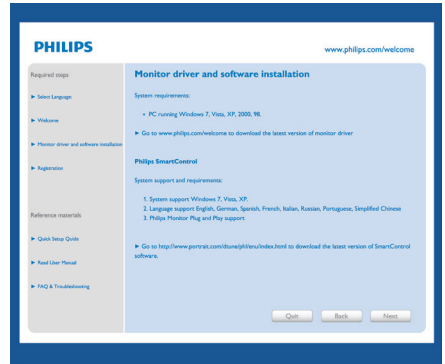 PHILIPS
www.philips.com/welcome
Required steps
► Select Language
► Welcome
► Monitor driver and software installation
► Registration
Reference materials
► Quick Setup Guide
► Read User Manual
► FAQ & Troubleshooting
Monitor driver and software installation
System requirements:
• PC running Windows 7, Vista, XP, 2000, 98.
► Go to www.philips.com/welcome to download the latest version of monitor driver
Philips SmartControl
System support and requirements:
1. System support Windows 7, Vista, XP.
2. Language support English, German, Spanish, French, Italian, Russian, Portuguese, Simplified Chinese
3. Philips Monitor Plug and Play support
► Go to http://www.portrait.com/dtune/phl/enu/index.html to download the latest version of SmartControl
software.
Quit
Back
Next